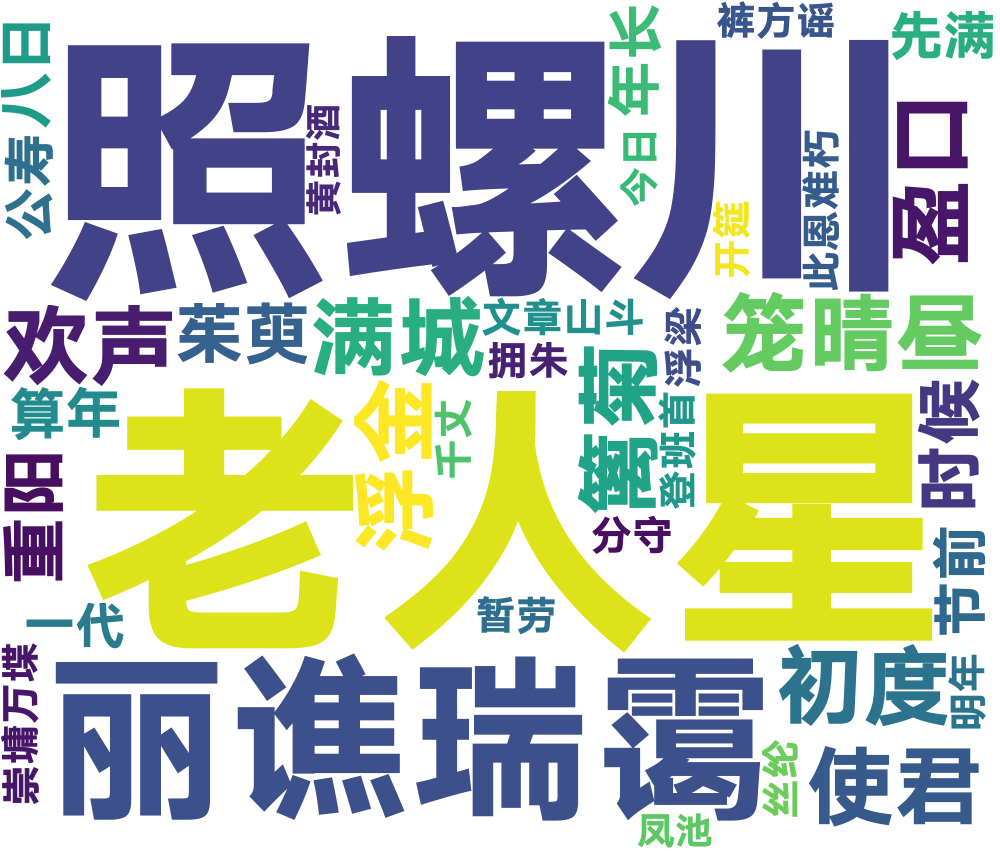 裤方谣
先满
八日
年长
照螺川
黄封酒
今日
盈口
公寿
此恩难朽
开筵
欢声
茱萸
满城
文章山斗
浮梁
笼晴昼
拥朱
篱菊
算年
浮金
千丈
登班首
时候
老人星
重阳
分守
节前
一代
暂劳
崇墉万堞
丽谯瑞霭
初度
明年
丝纶
使君
凤池